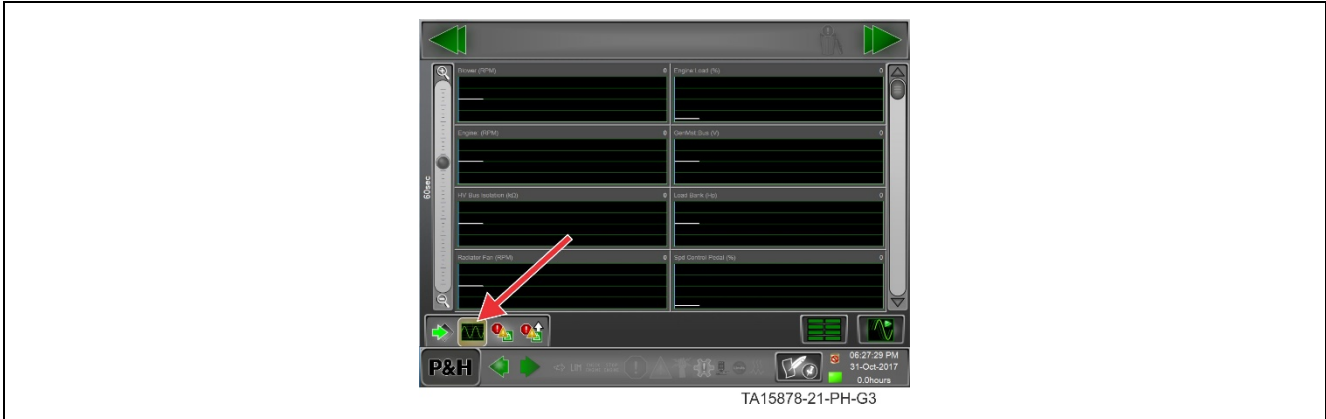 Blower (RPM) 0
Engine Load (%) 0
Engine (RPM) 0
GenMot Bus (V) 0
HV Bus Isolation (kΩ) 0
Load Bank (Hp) 0
Radiator Fan (RPM) 0
Spd Control Pedal (%) 0
60sec
P&H
LIM
06:27:29 PM
31-Oct-2017
0.0hours
TA15878-21-PH-G3